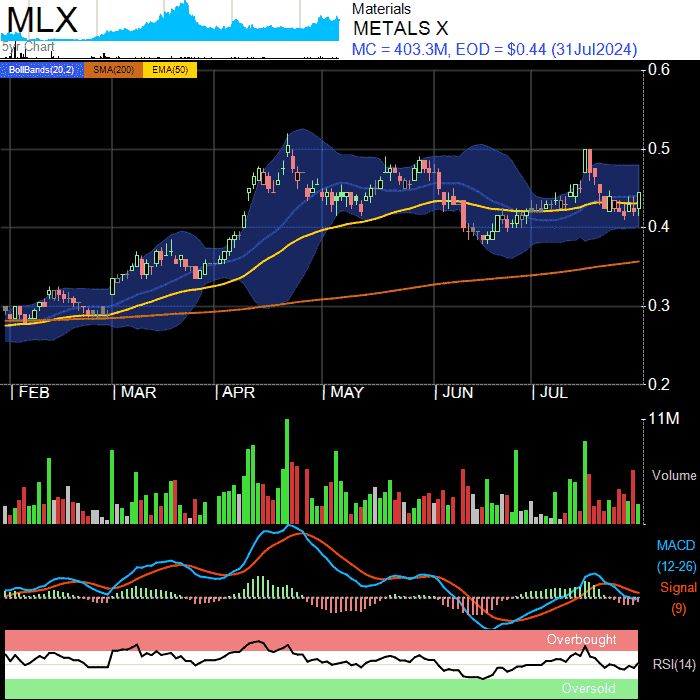 MLX
5yr Chart
Materials
METALS X
MC = 403.3M, EOD = $0.44 (31Jul2024)
BollBands(20,2) SMA(200) EMA(50)
0.6
0.5
0.4
0.3
0.2
FEB MAR APR MAY JUN JUL
11M
Volume
MACD
(12-26)
Signal
(9)
Overbought
RSI(14)
Oversold